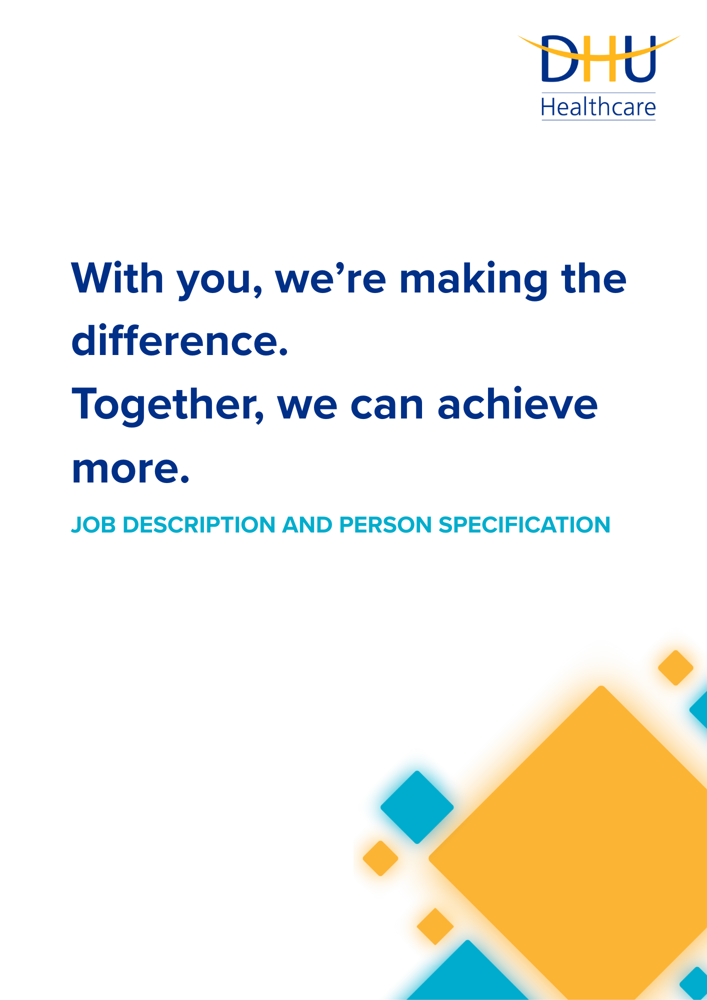 DHU
Healthcare
With you, we’re making the
difference.
Together, we can achieve
more.
JOB DESCRIPTION AND PERSON SPECIFICATION